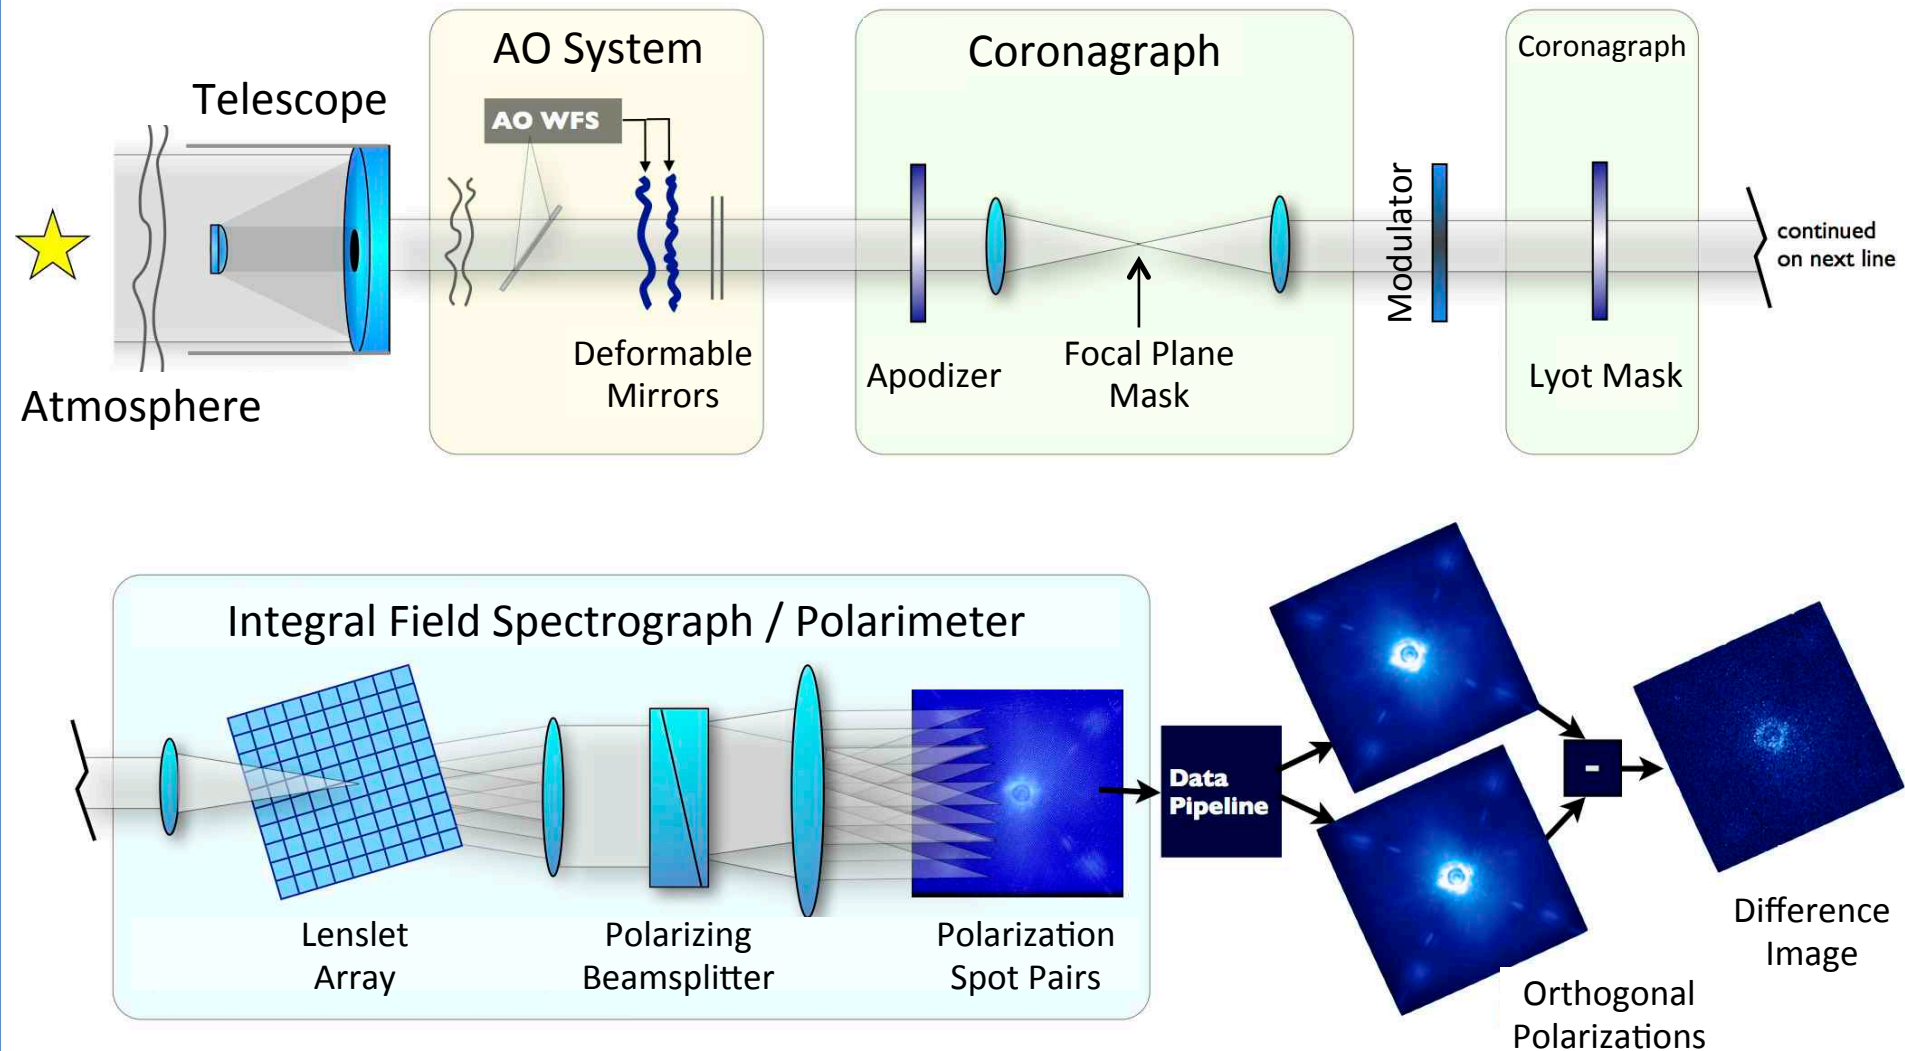 AO System
Coronagraph
Coronagraph
Telescope
AO WFS
Modulator
continued
on next line
Deformable
Mirrors
Apodizer
Focal Plane
Mask
Lyot Mask
Atmosphere
Integral Field Spectrograph / Polarimeter
Data
Pipeline
-
Lenslet
Array
Polarizing
Beamsplitter
Polarization
Spot Pairs
Difference
Image
Orthogonal
Polarizations